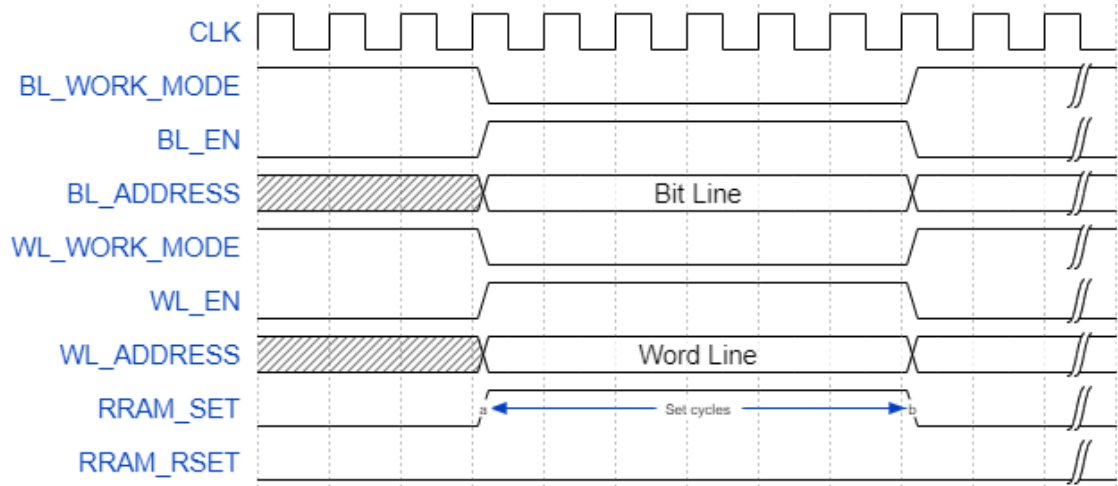 CLK
BL_WORK_MODE
BL_EN
BL_ADDRESS Bit Line
WL_WORK_MODE
WL_EN
WL_ADDRESS Word Line
RRAM_SET a Set cycles b
RRAM_RSET